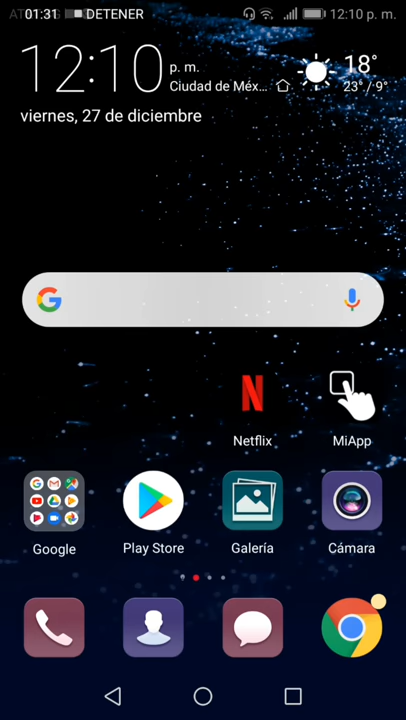 01:31 DETENER 12:10 p. m.
12:10 p. m.
Ciudad de Méx...
18°
23° / 9°
viernes, 27 de diciembre
Netflix
MiApp
Google
Play Store
Galería
Cámara